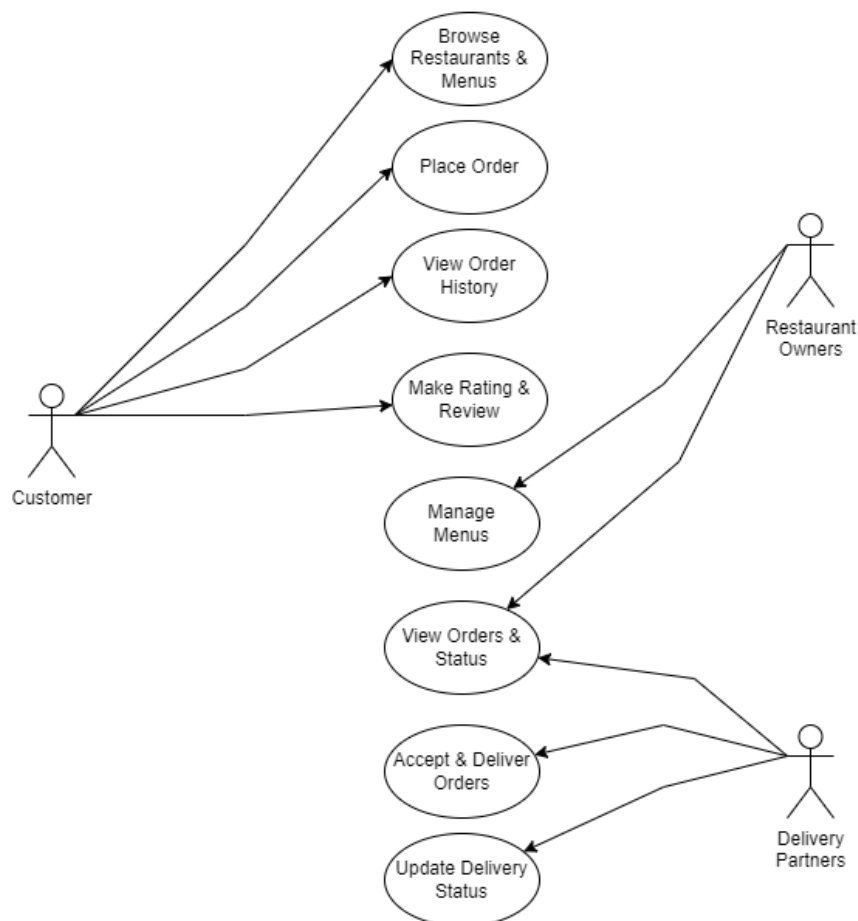 Browse
Restaurants &
Menus
Place Order
View Order
History
Restaurant
Owners
Make Rating &
Review
Customer
Manage
Menus
View Orders &
Status
Accept & Deliver
Orders
Delivery
Partners
Update Delivery
Status